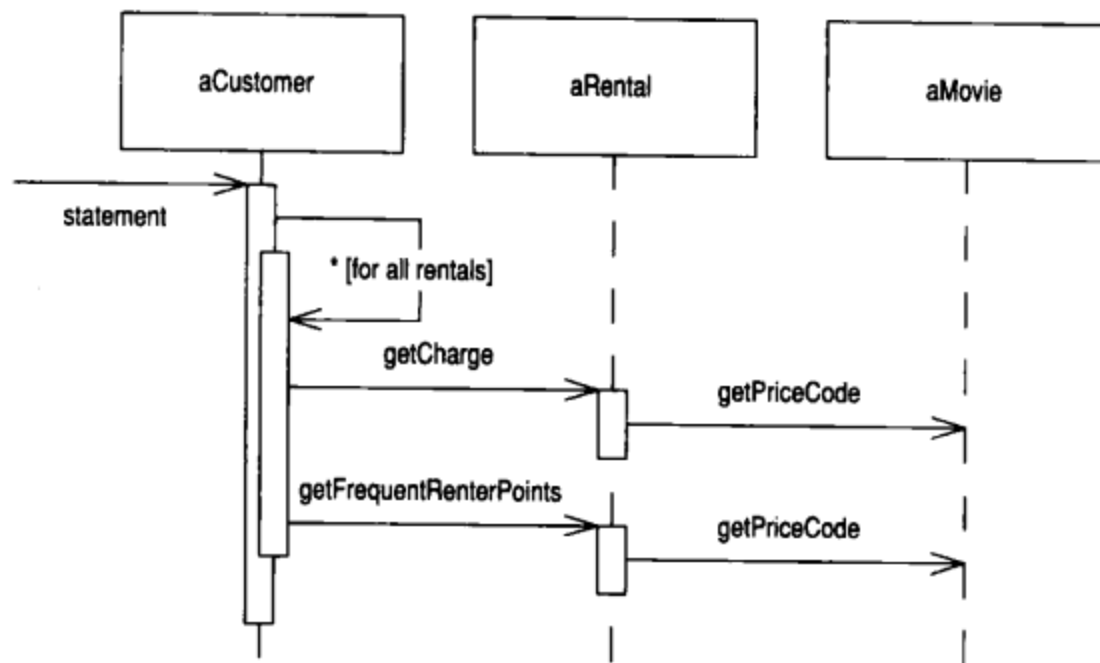 aCustomer
aRental
aMovie
statement
* [for all rentals]
getCharge
getPriceCode
getFrequentRenterPoints
getPriceCode